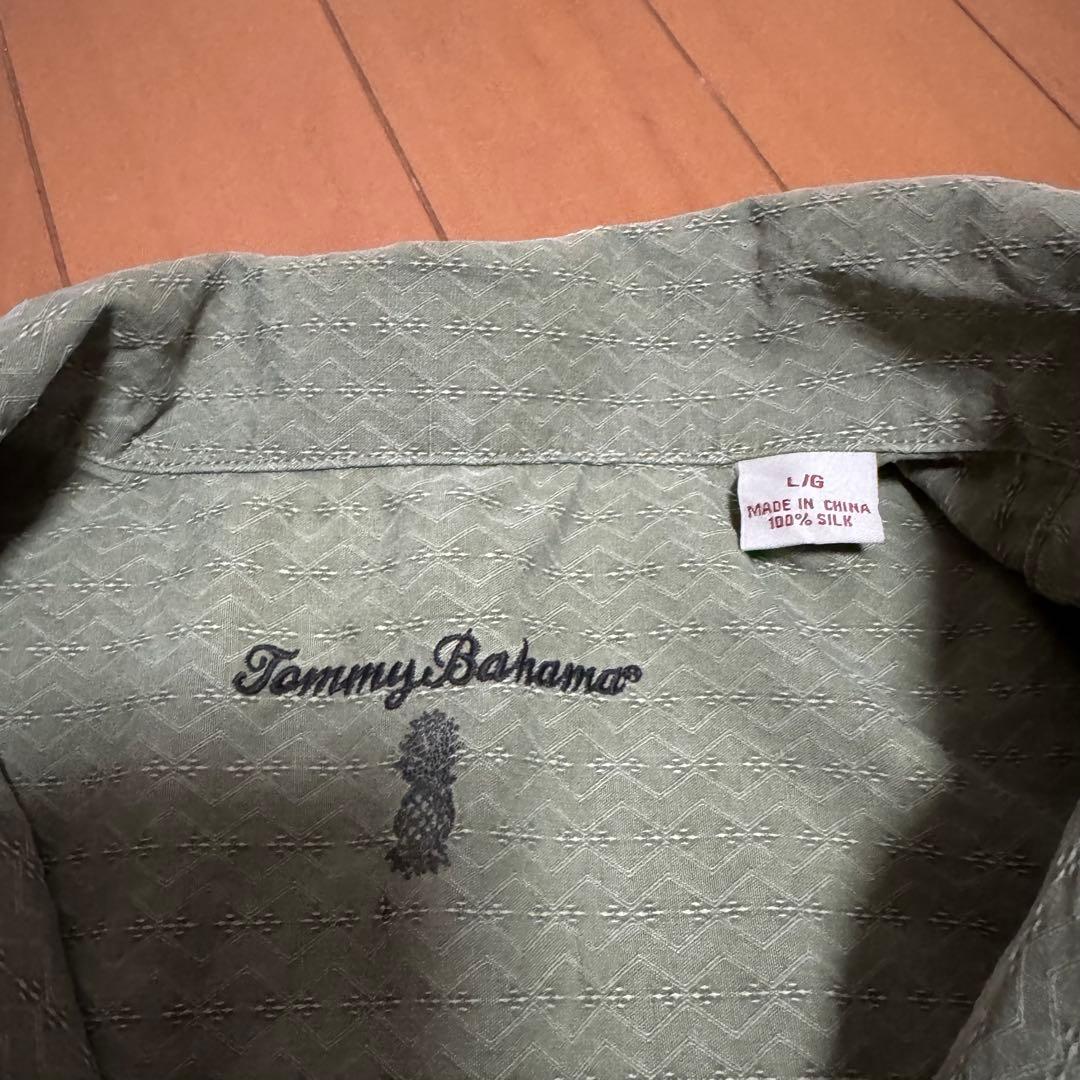 L/G
MADE IN CHINA
100% SILK
Tommy Bahama®